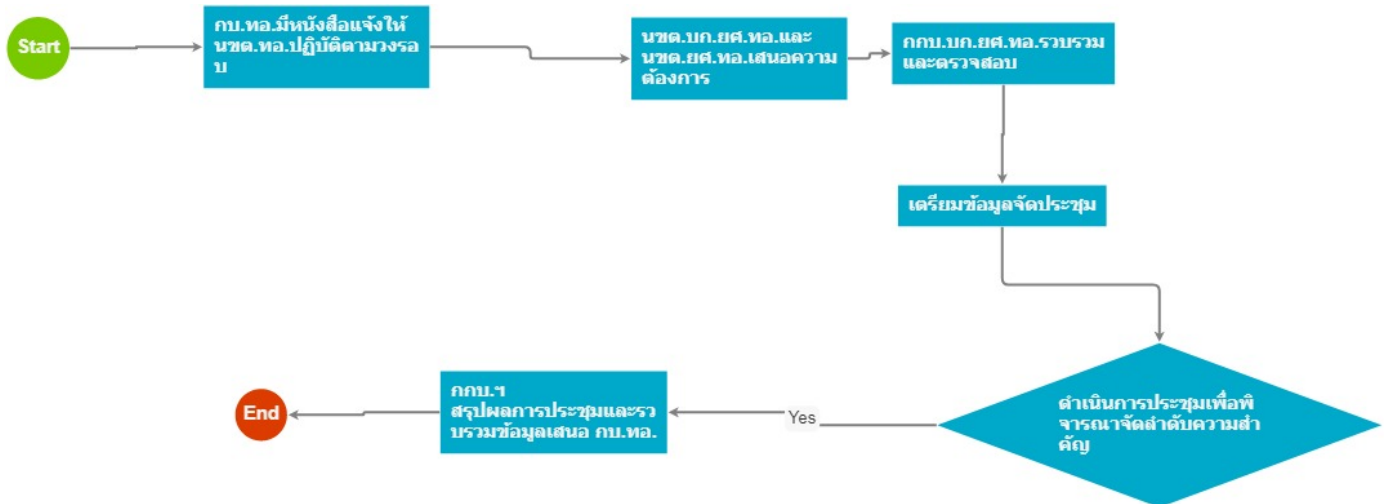 Start
กบ.ทอ.มีหนังสือแจ้งให้
นขต.ทอ.ปฏิบัติตามวงรอ
บ
นขต.บก.ยศ.ทอ.และ
นขต.ยศ.ทอ.เสนอความ
ต้องการ
กกบ.บก.ยศ.ทอ.รวบรวม
และตรวจสอบ
เตรียมข้อมูลจัดประชุม
ดำเนินการประชุมเพื่อพิ
จารณาจัดลำดับความสำ
คัญ
Yes
กกบ.ฯ
สรุปผลการประชุมและรว
บรวมข้อมูลเสนอ กบ.ทอ.
End